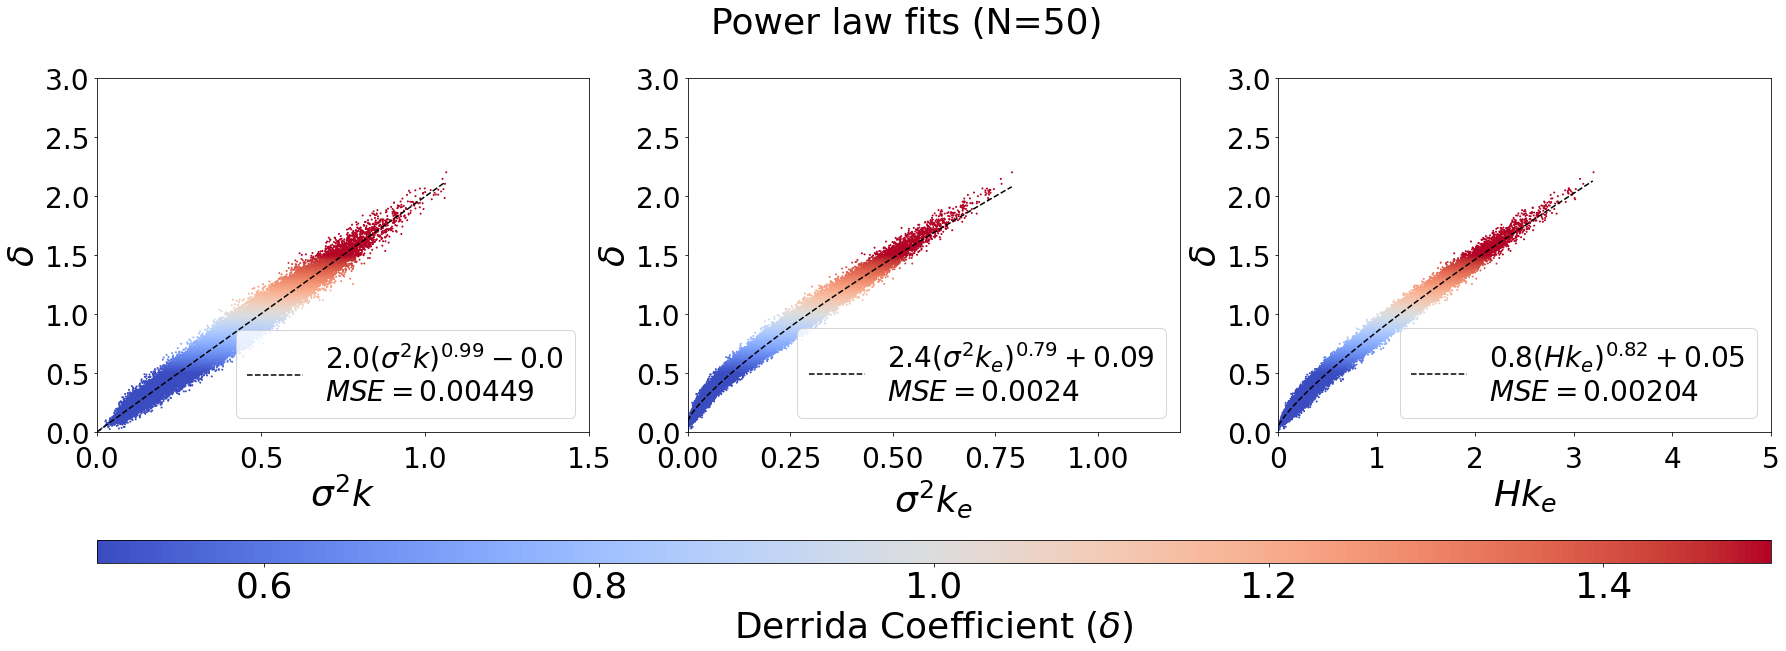 Power law fits (N=50)
3.0
2.5
2.0
1.5
1.0
0.5
0.0
δ
0.0 0.5 1.0 1.5
σ²k
2.0(σ²k)^0.99 − 0.0
MSE = 0.00449
3.0
2.5
2.0
1.5
1.0
0.5
0.0
δ
0.00 0.25 0.50 0.75 1.00
σ²kₑ
2.4(σ²kₑ)^0.79 + 0.09
MSE = 0.0024
3.0
2.5
2.0
1.5
1.0
0.5
0.0
δ
0 1 2 3 4 5
Hkₑ
0.8(Hkₑ)^0.82 + 0.05
MSE = 0.00204
0.6 0.8 1.0 1.2 1.4
Derrida Coefficient (δ)